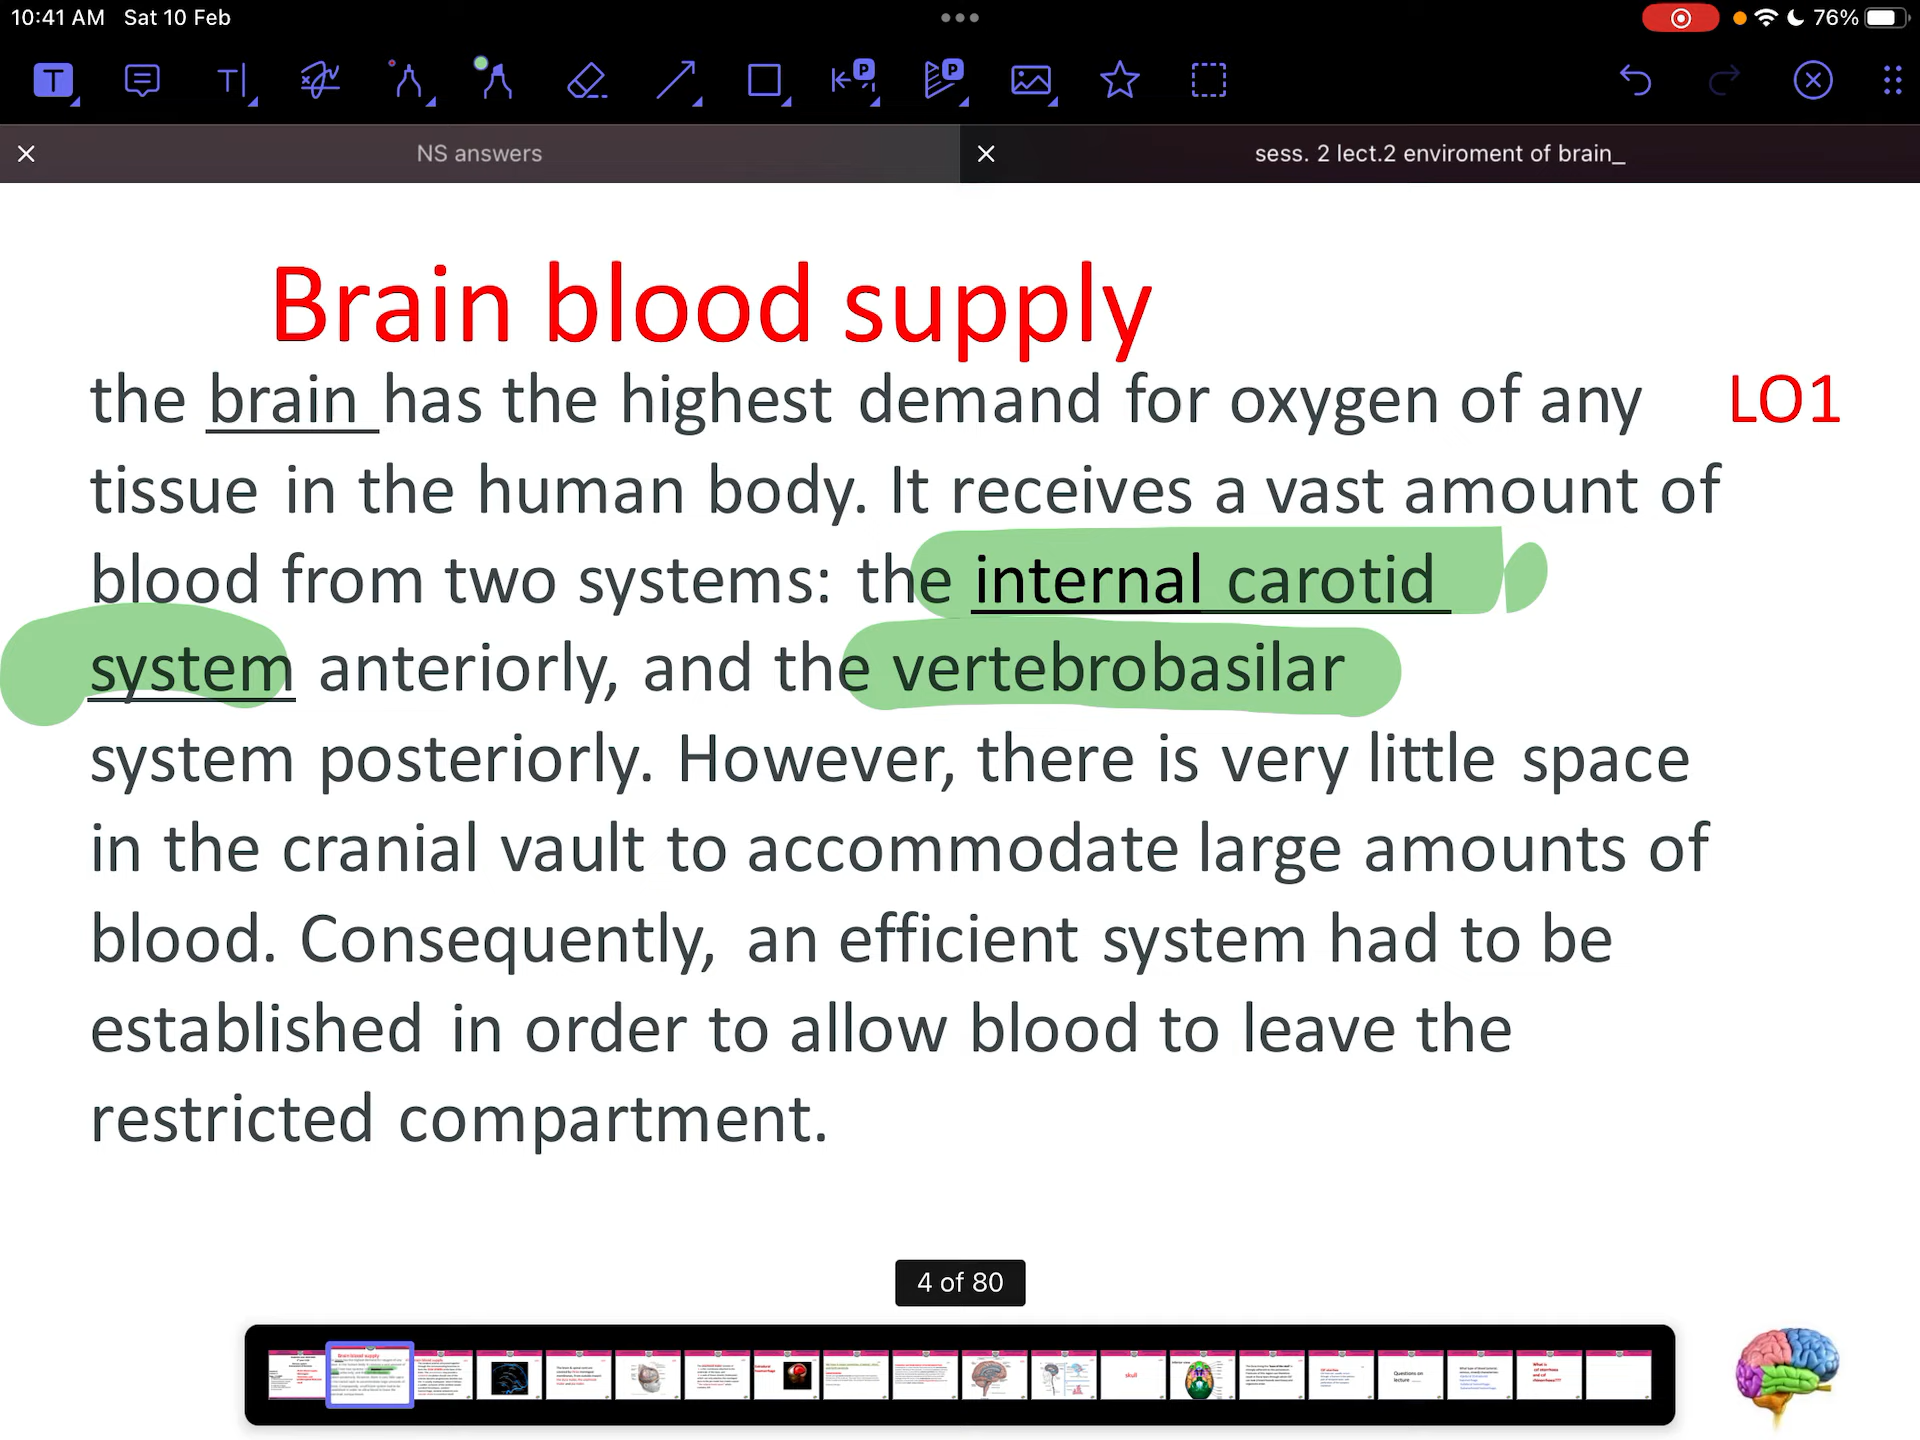 10:41 AM Sat 10 Feb
76%
NS answers
sess. 2 lect.2 enviroment of brain_
Brain blood supply
the brain has the highest demand for oxygen of any LO1
tissue in the human body. It receives a vast amount of
blood from two systems: the internal carotid
system anteriorly, and the vertebrobasilar
system posteriorly. However, there is very little space
in the cranial vault to accommodate large amounts of
blood. Consequently, an efficient system had to be
established in order to allow blood to leave the
restricted compartment.
4 of 80